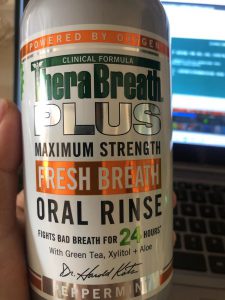 POWERED BY OXYGEN
CLINICAL FORMULA
TheraBreath
PLUS
MAXIMUM STRENGTH
FRESH BREATH
ORAL RINSE
FIGHTS BAD BREATH FOR 24 HOURS*
With Green Tea, Xylitol + Aloe
Dr. Harold Katz
PEPPERMINT